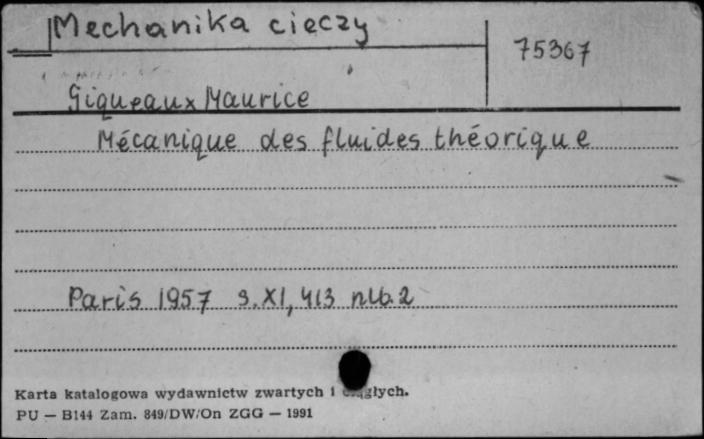 Mechanika cieczy
75367
Giqueaux Maurice
Mécanique des fluides théorique
Paris 1957 s. XI, 413 nlb. 2
Karta katalogowa wydawnictw zwartych i ciągłych.
PU — B144 Zam. 849/DW/On ZGG — 1991